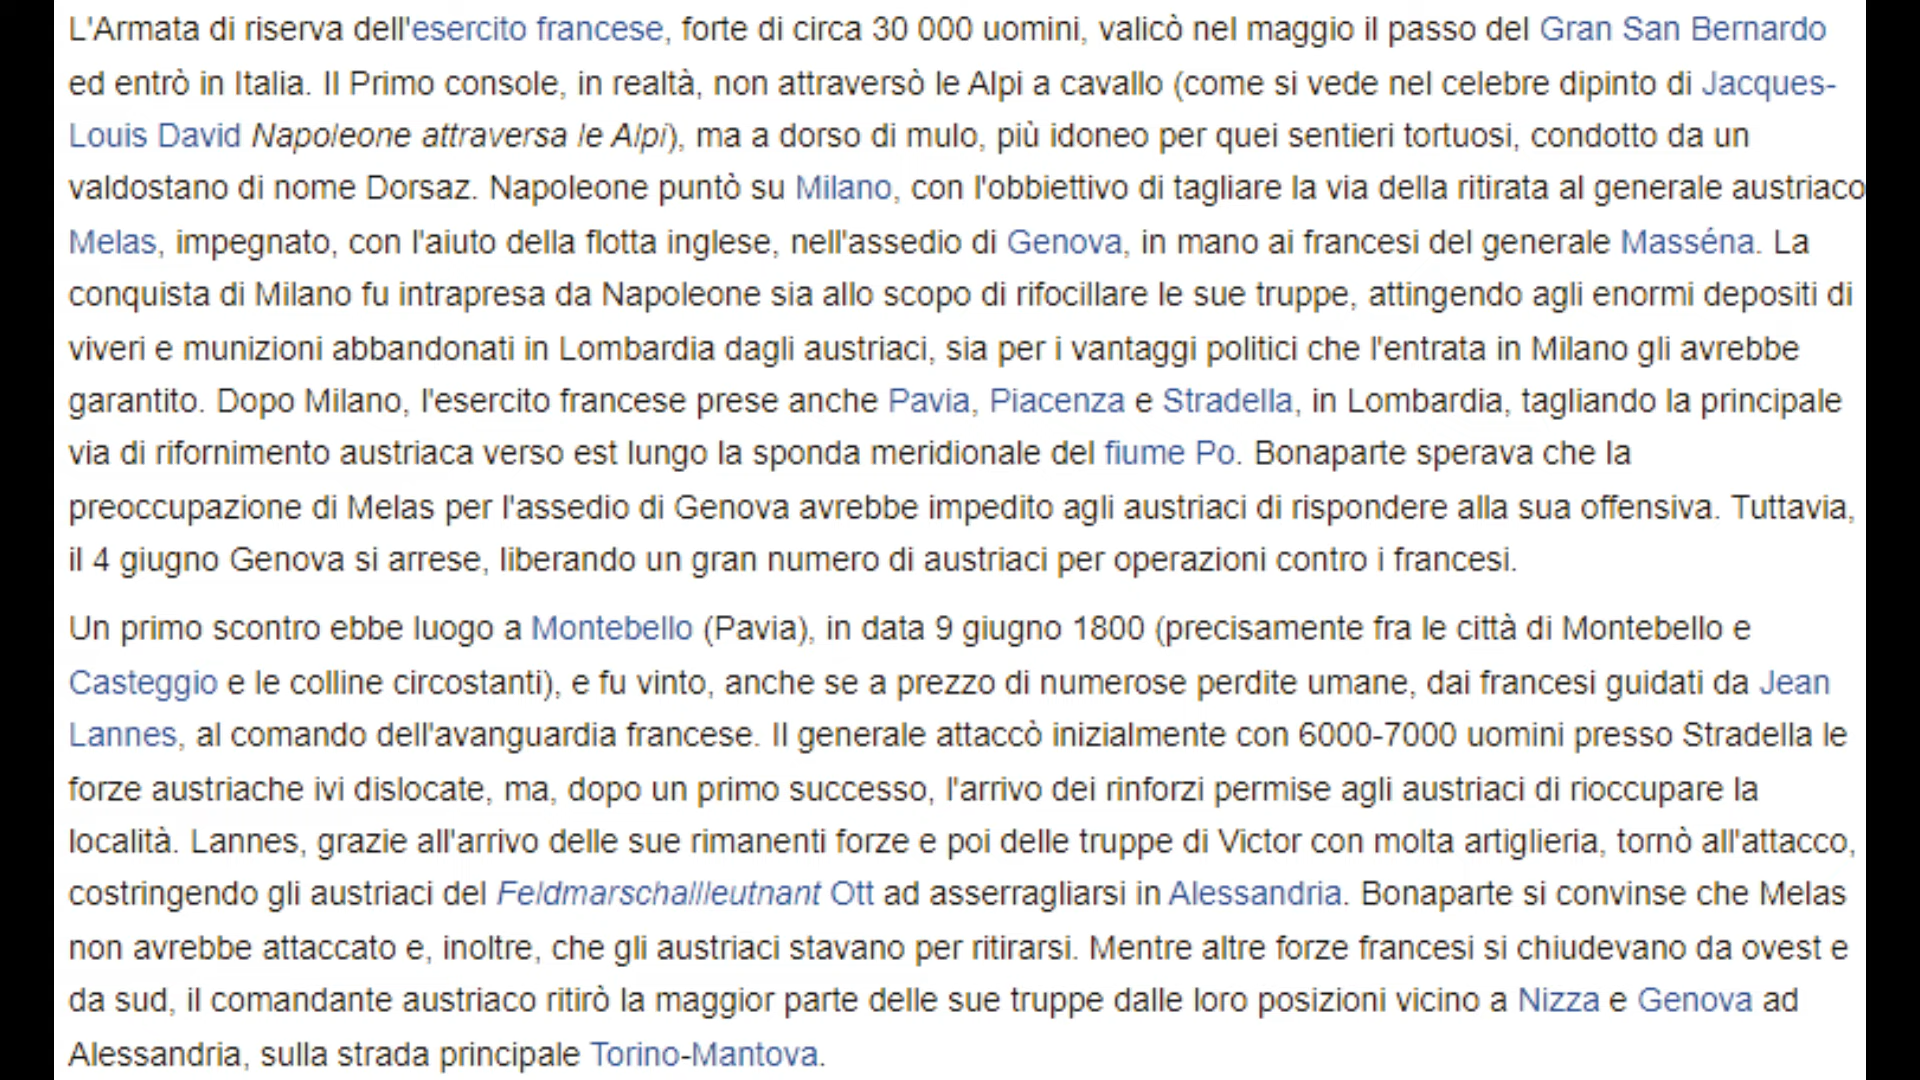 L'Armata di riserva dell'esercito francese, forte di circa 30 000 uomini, valicò nel maggio il passo del Gran San Bernardo
ed entrò in Italia. Il Primo console, in realtà, non attraversò le Alpi a cavallo (come si vede nel celebre dipinto di Jacques-
Louis David Napoleone attraversa le Alpi), ma a dorso di mulo, più idoneo per quei sentieri tortuosi, condotto da un
valdostano di nome Dorsaz. Napoleone puntò su Milano, con l'obbiettivo di tagliare la via della ritirata al generale austriaco
Melas, impegnato, con l'aiuto della flotta inglese, nell'assedio di Genova, in mano ai francesi del generale Masséna. La
conquista di Milano fu intrapresa da Napoleone sia allo scopo di rifocillare le sue truppe, attingendo agli enormi depositi di
viveri e munizioni abbandonati in Lombardia dagli austriaci, sia per i vantaggi politici che l'entrata in Milano gli avrebbe
garantito. Dopo Milano, l'esercito francese prese anche Pavia, Piacenza e Stradella, in Lombardia, tagliando la principale
via di rifornimento austriaca verso est lungo la sponda meridionale del fiume Po. Bonaparte sperava che la
preoccupazione di Melas per l'assedio di Genova avrebbe impedito agli austriaci di rispondere alla sua offensiva. Tuttavia,
il 4 giugno Genova si arrese, liberando un gran numero di austriaci per operazioni contro i francesi.
Un primo scontro ebbe luogo a Montebello (Pavia), in data 9 giugno 1800 (precisamente fra le città di Montebello e
Casteggio e le colline circostanti), e fu vinto, anche se a prezzo di numerose perdite umane, dai francesi guidati da Jean
Lannes, al comando dell'avanguardia francese. Il generale attaccò inizialmente con 6000-7000 uomini presso Stradella le
forze austriache ivi dislocate, ma, dopo un primo successo, l'arrivo dei rinforzi permise agli austriaci di rioccupare la
località. Lannes, grazie all'arrivo delle sue rimanenti forze e poi delle truppe di Victor con molta artiglieria, tornò all'attacco,
costringendo gli austriaci del Feldmarschallleutnant Ott ad asserragliarsi in Alessandria. Bonaparte si convinse che Melas
non avrebbe attaccato e, inoltre, che gli austriaci stavano per ritirarsi. Mentre altre forze francesi si chiudevano da ovest e
da sud, il comandante austriaco ritirò la maggior parte delle sue truppe dalle loro posizioni vicino a Nizza e Genova ad
Alessandria, sulla strada principale Torino-Mantova.